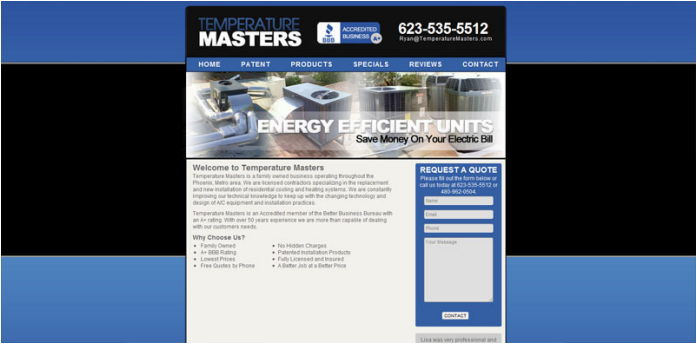 TEMPERATURE
MASTERS
BBB
ACCREDITED
BUSINESS
A+
623-535-5512
Ryan@TemperatureMasters.com
HOME PATENT PRODUCTS SPECIALS REVIEWS CONTACT
ENERGY EFFICIENT UNITS
Save Money On Your Electric Bill
Welcome to Temperature Masters
Temperature Masters is a family owned business operating throughout the
Phoenix, Metro area. We are licensed contractors specializing in the replacement
and new installation of residential cooling and heating systems. We are constantly
improving our technical knowledge to keep up with the changing technology and
design of A/C equipment and installation practices.
Temperature Masters is an Accredited member of the Better Business Bureau with
an A+ rating. With over 50 years experience we are more than capable of dealing
with our customers needs.
Why Choose Us?
• Family Owned
• A+ BBB Rating
• Lowest Prices
• Free Quotes by Phone
• No Hidden Charges
• Patented Installation Products
• Fully Licensed and Insured
• A Better Job at a Better Price
REQUEST A QUOTE
Please fill out the form below or
call us today at 623-535-5512 or
480-862-0504
Name
Email
Phone
Your Message
CONTACT
Lisa was very professional and